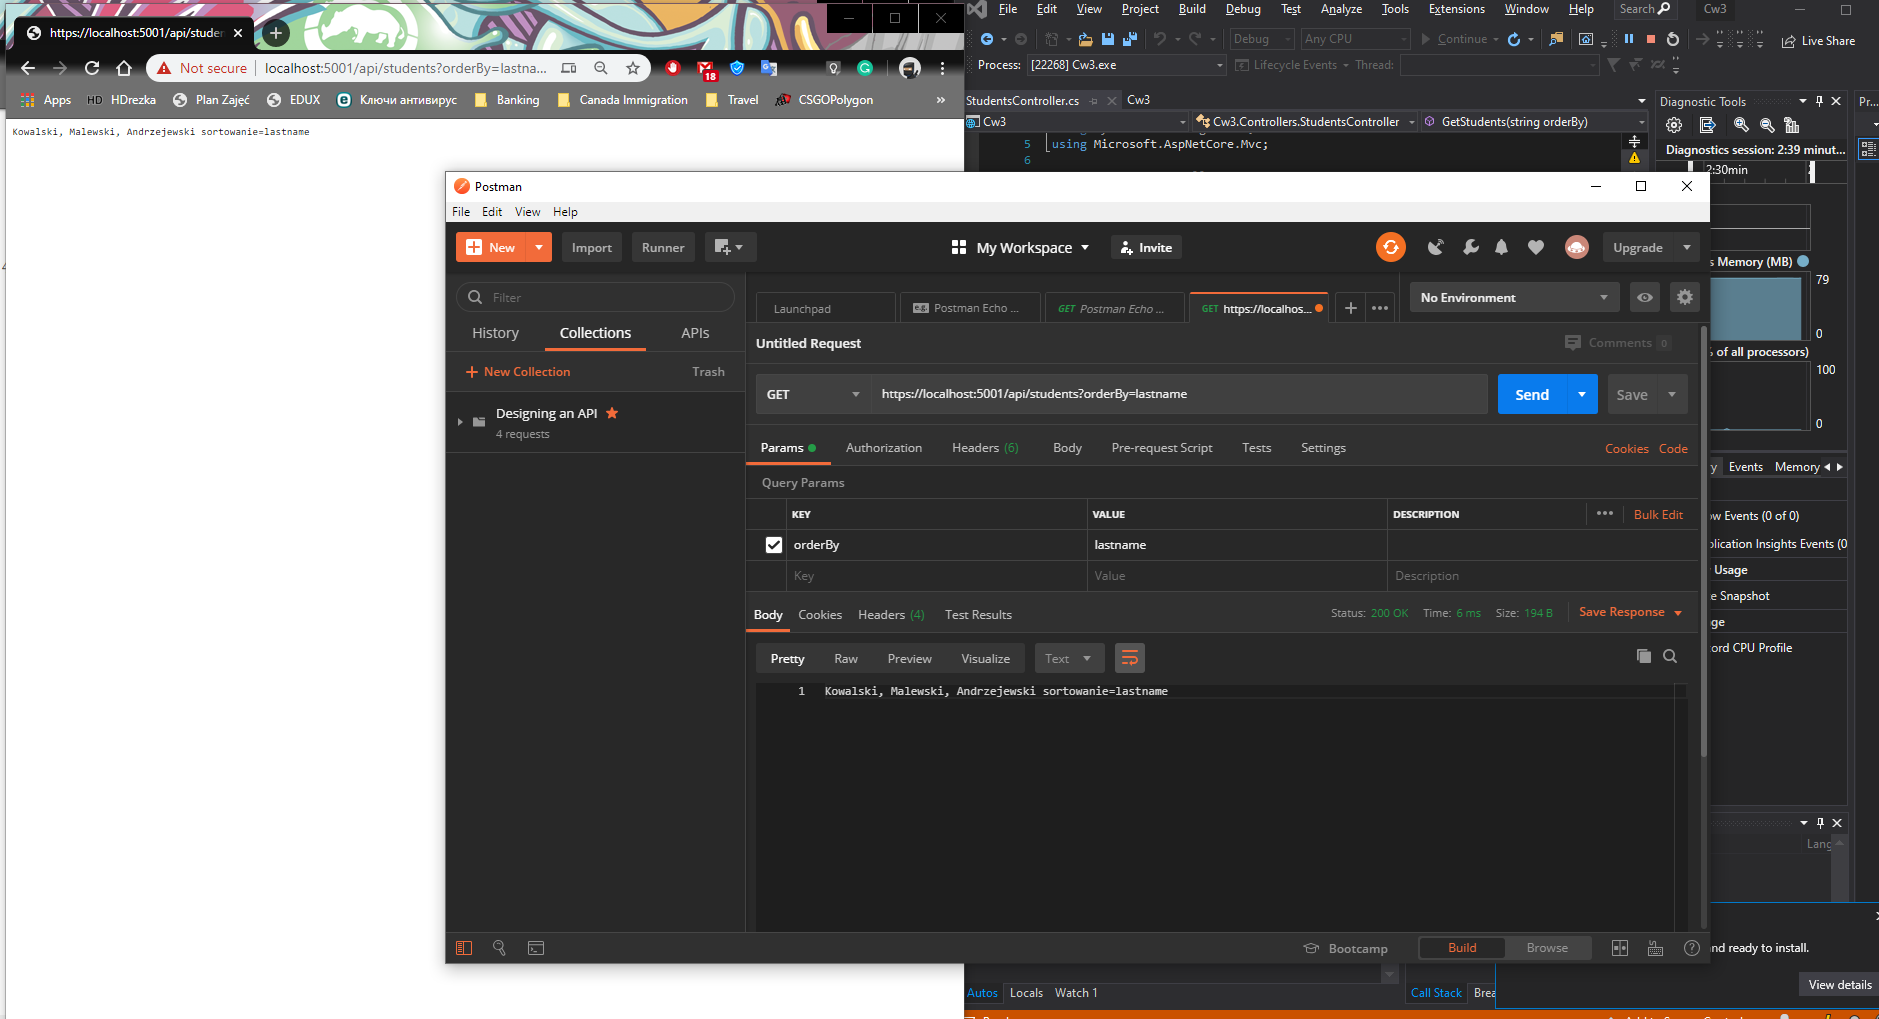 https://localhost:5001/api/studen
Not secure
localhost:5001/api/students?orderBy=lastna...
18
Apps
HD HDrezka
Plan Zajęć
EDUX
Ключи антивирус
Banking
Canada Immigration
Travel
CSGOPolygon
»
Kowalski, Malewski, Andrzejewski sortowanie=lastname
File Edit View Project Build Debug Test Analyze Tools Extensions Window Help
Search
Cw3
Debug
Any CPU
Continue
Live Share
Process: [22268] Cw3.exe
Lifecycle Events
Thread:
StudentsController.cs
Cw3
Cw3
Cw3.Controllers.StudentsController
GetStudents(string orderBy)
5 using Microsoft.AspNetCore.Mvc;
6
Diagnostic Tools
Pr...
Diagnostics session: 2:39 minut...
2:30min
s Memory (MB)
79
0
% of all processors)
100
0
Events
Memory
ow Events (0 of 0)
plication Insights Events (0
Usage
e Snapshot
ge
ord CPU Profile
Lang
nd ready to install.
View details
Postman
File Edit View Help
New
Import
Runner
My Workspace
Invite
Upgrade
Filter
History
Collections
APIs
New Collection
Trash
Designing an API
4 requests
Launchpad
Postman Echo ...
GET Postman Echo ...
GET https://localhos...
No Environment
Untitled Request
Comments 0
GET
https://localhost:5001/api/students?orderBy=lastname
Send
Save
Params
Authorization
Headers (6)
Body
Pre-request Script
Tests
Settings
Cookies
Code
Query Params
KEY
VALUE
DESCRIPTION
Bulk Edit
orderBy
lastname
Key
Value
Description
Body
Cookies
Headers (4)
Test Results
Status: 200 OK
Time: 6 ms
Size: 194 B
Save Response
Pretty
Raw
Preview
Visualize
Text
1 Kowalski, Malewski, Andrzejewski sortowanie=lastname
Bootcamp
Build
Browse
Autos
Locals
Watch 1
Call Stack
Brea